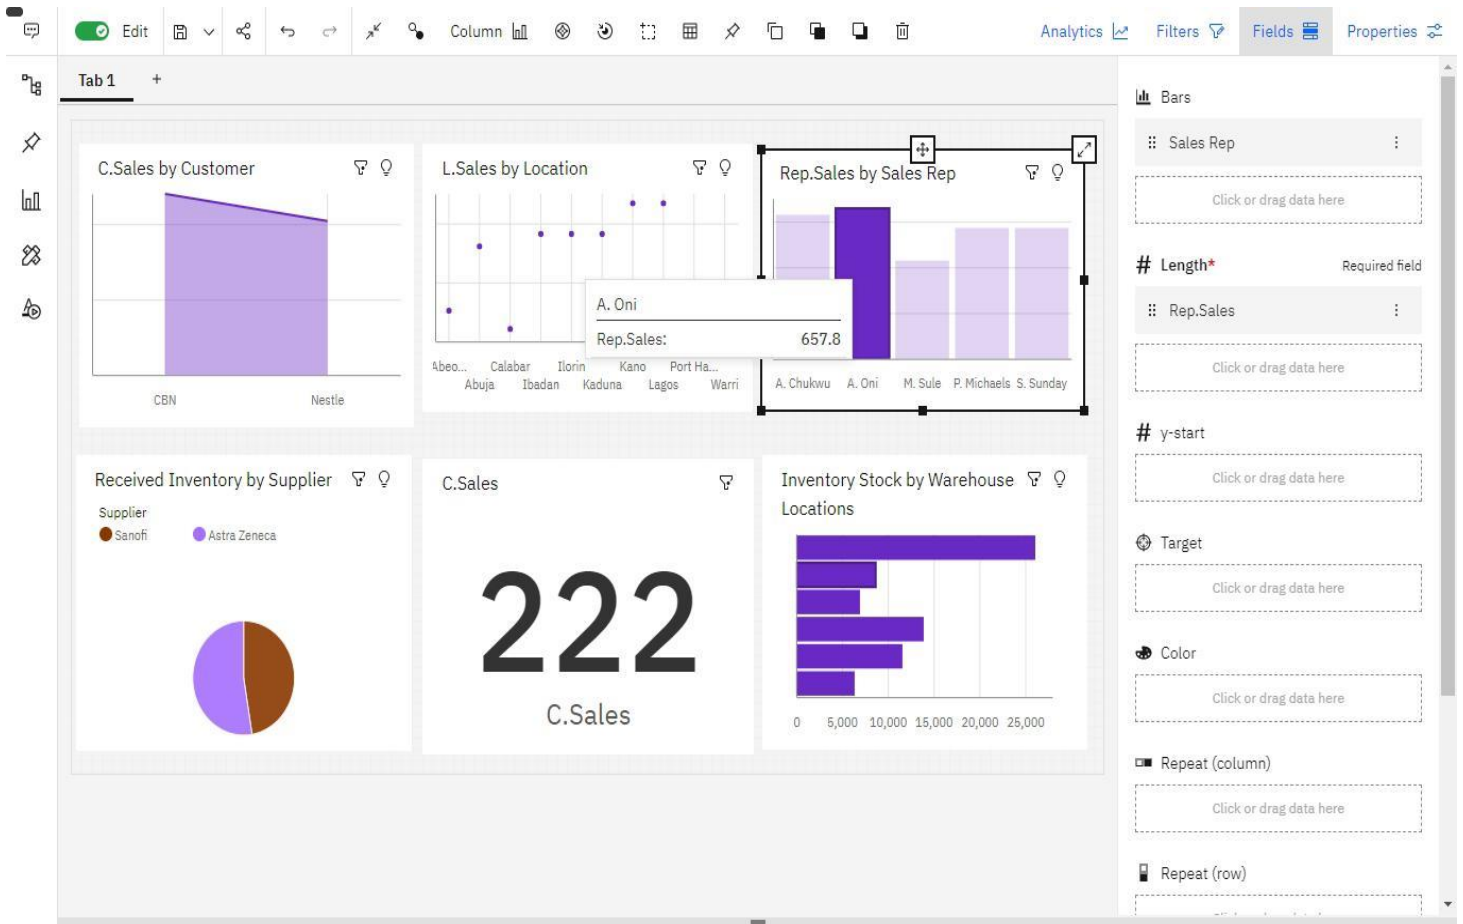 Edit
Column
Analytics
Filters
Fields
Properties
Tab 1
+
C.Sales by Customer
CBN
Nestle
L.Sales by Location
Abeo...
Calabar
Ilorin
Kano
Port Ha...
Abuja
Ibadan
Kaduna
Lagos
Warri
Rep.Sales by Sales Rep
A. Oni
Rep.Sales: 657.8
A. Chukwu
A. Oni
M. Sule
P. Michaels
S. Sunday
Received Inventory by Supplier
Supplier
Sanofi
Astra Zeneca
C.Sales
222
C.Sales
Inventory Stock by Warehouse
Locations
0
5,000
10,000
15,000
20,000
25,000
Bars
Sales Rep
Click or drag data here
# Length*
Required field
Rep.Sales
Click or drag data here
# y-start
Click or drag data here
Target
Click or drag data here
Color
Click or drag data here
Repeat (column)
Click or drag data here
Repeat (row)